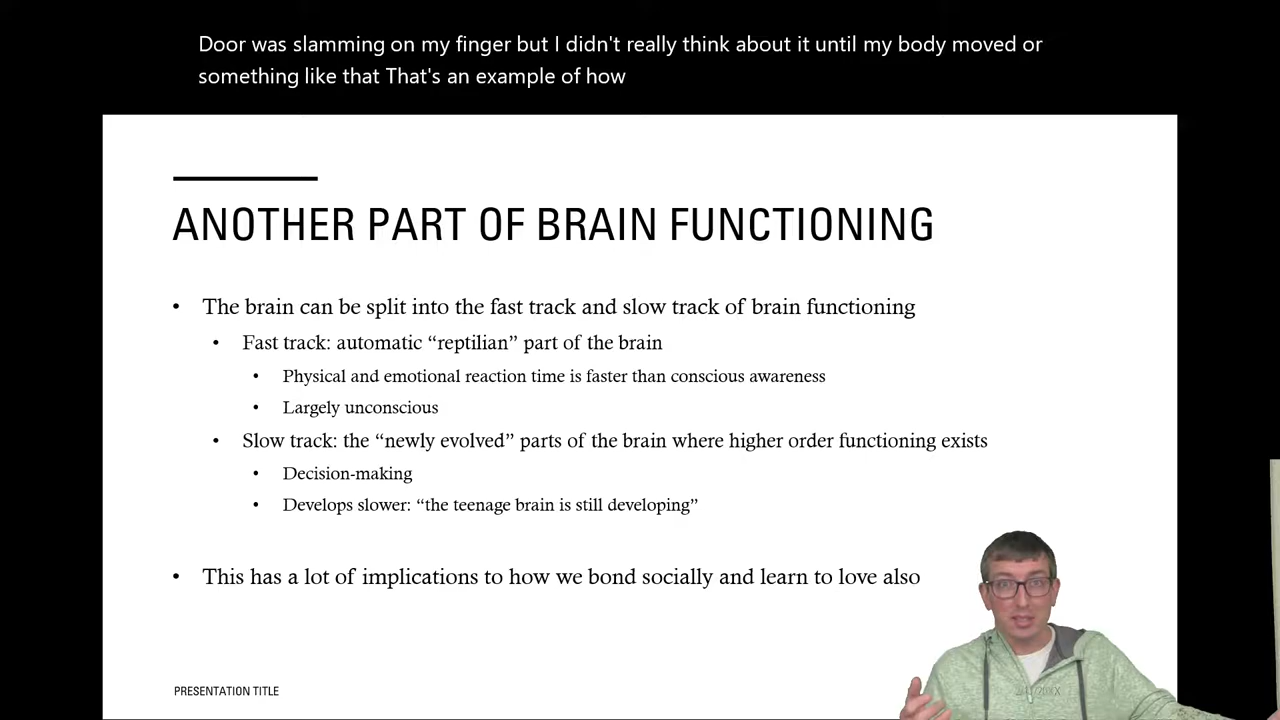 Door was slamming on my finger but I didn't really think about it until my body moved or
something like that That's an example of how
ANOTHER PART OF BRAIN FUNCTIONING
• The brain can be split into the fast track and slow track of brain functioning
• Fast track: automatic “reptilian” part of the brain
• Physical and emotional reaction time is faster than conscious awareness
• Largely unconscious
• Slow track: the “newly evolved” parts of the brain where higher order functioning exists
• Decision-making
• Develops slower: “the teenage brain is still developing”
• This has a lot of implications to how we bond socially and learn to love also
PRESENTATION TITLE